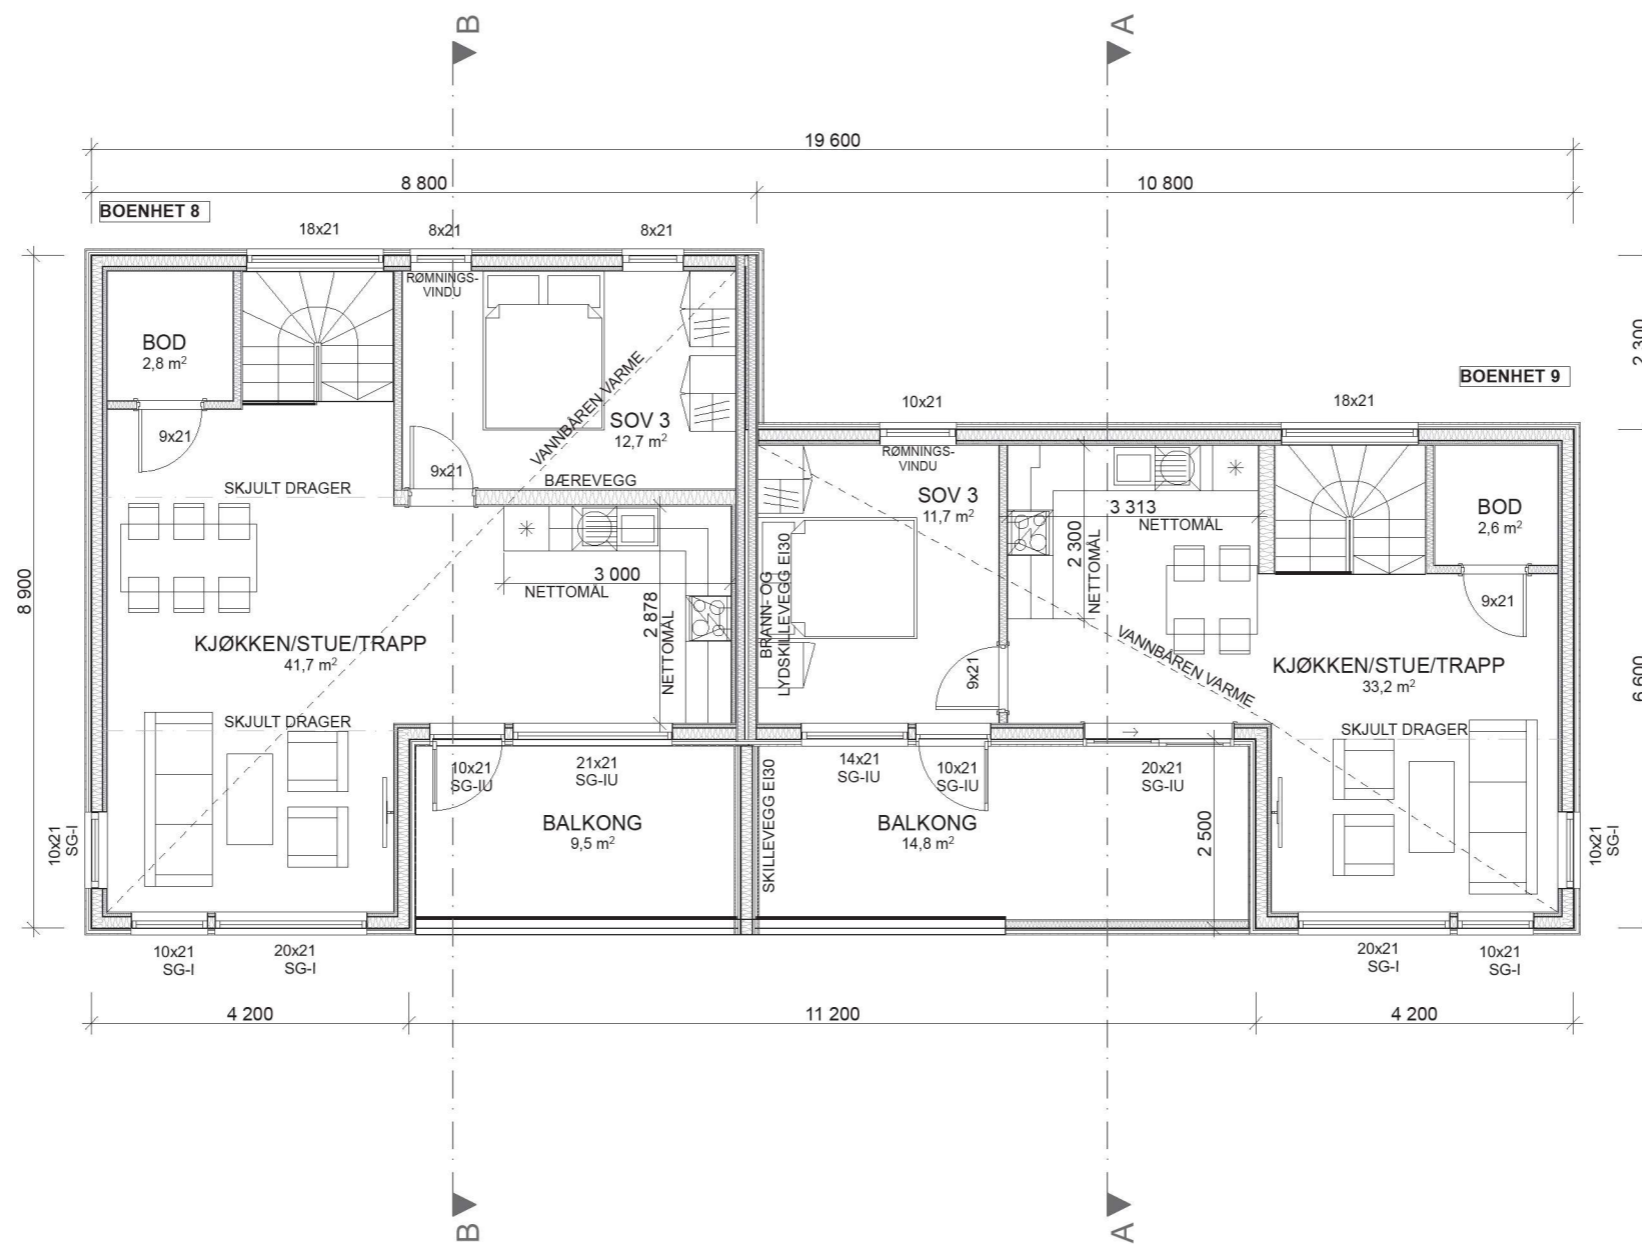 B
A
19 600
8 800
10 800
BOENHET 8
18x21
8x21
8x21
RØMNINGS-
VINDU
BOD
2,8 m²
9x21
SKJULT DRAGER
9x21
VANNBÅREN VARME
SOV 3
12,7 m²
BÆREVEGG
3 000
NETTOMÅL
2 878
NETTOMÅL
KJØKKEN/STUE/TRAPP
41,7 m²
SKJULT DRAGER
8 900
10x21
SG-IU
21x21
SG-IU
BALKONG
9,5 m²
10x21
SG-I
10x21
SG-I
20x21
SG-I
BOENHET 9
10x21
18x21
RØMNINGS-
VINDU
SOV 3
11,7 m²
BRANN- OG
LYDSKILLEVEGG EI30
9x21
3 313
NETTOMÅL
2 300
NETTOMÅL
BOD
2,6 m²
9x21
VANNBÅREN VARME
KJØKKEN/STUE/TRAPP
33,2 m²
SKJULT DRAGER
14x21
SG-IU
10x21
SG-IU
20x21
SG-IU
SKILLEVEGG EI30
BALKONG
14,8 m²
2 500
10x21
SG-I
20x21
SG-I
10x21
SG-I
2 300
6 600
4 200
11 200
4 200
B
A